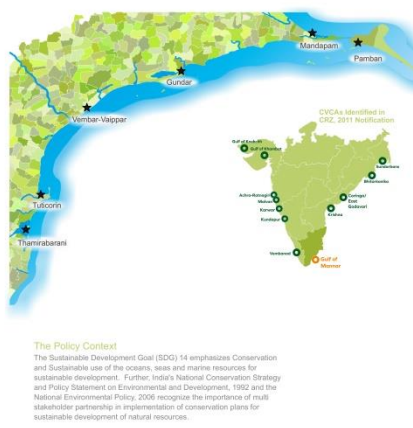 Mandapam
Pamban
Gundar
Vembar-Vaippar
Tuticorin
Thamirabarani
CVCAs Identified in
CRZ, 2011 Notification
Gulf of Kachchh
Gulf of Khambat
Sundarbans
Bhitarkanika
Achra-Ratnagiri
Malvan
Karwar
Kundapur
Coringa/
East
Godavari
Krishna
Vembanad
Gulf of
Mannar
The Policy Context
The Sustainable Development Goal (SDG) 14 emphasizes Conservation
and Sustainable use of the oceans, seas and marine resources for
sustainable development. Further, India's National Conservation Strategy
and Policy Statement on Environmental and Development, 1992 and the
National Environmental Policy, 2006 recognize the importance of multi
stakeholder partnership in implementation of conservation plans for
sustainable development of natural resources.